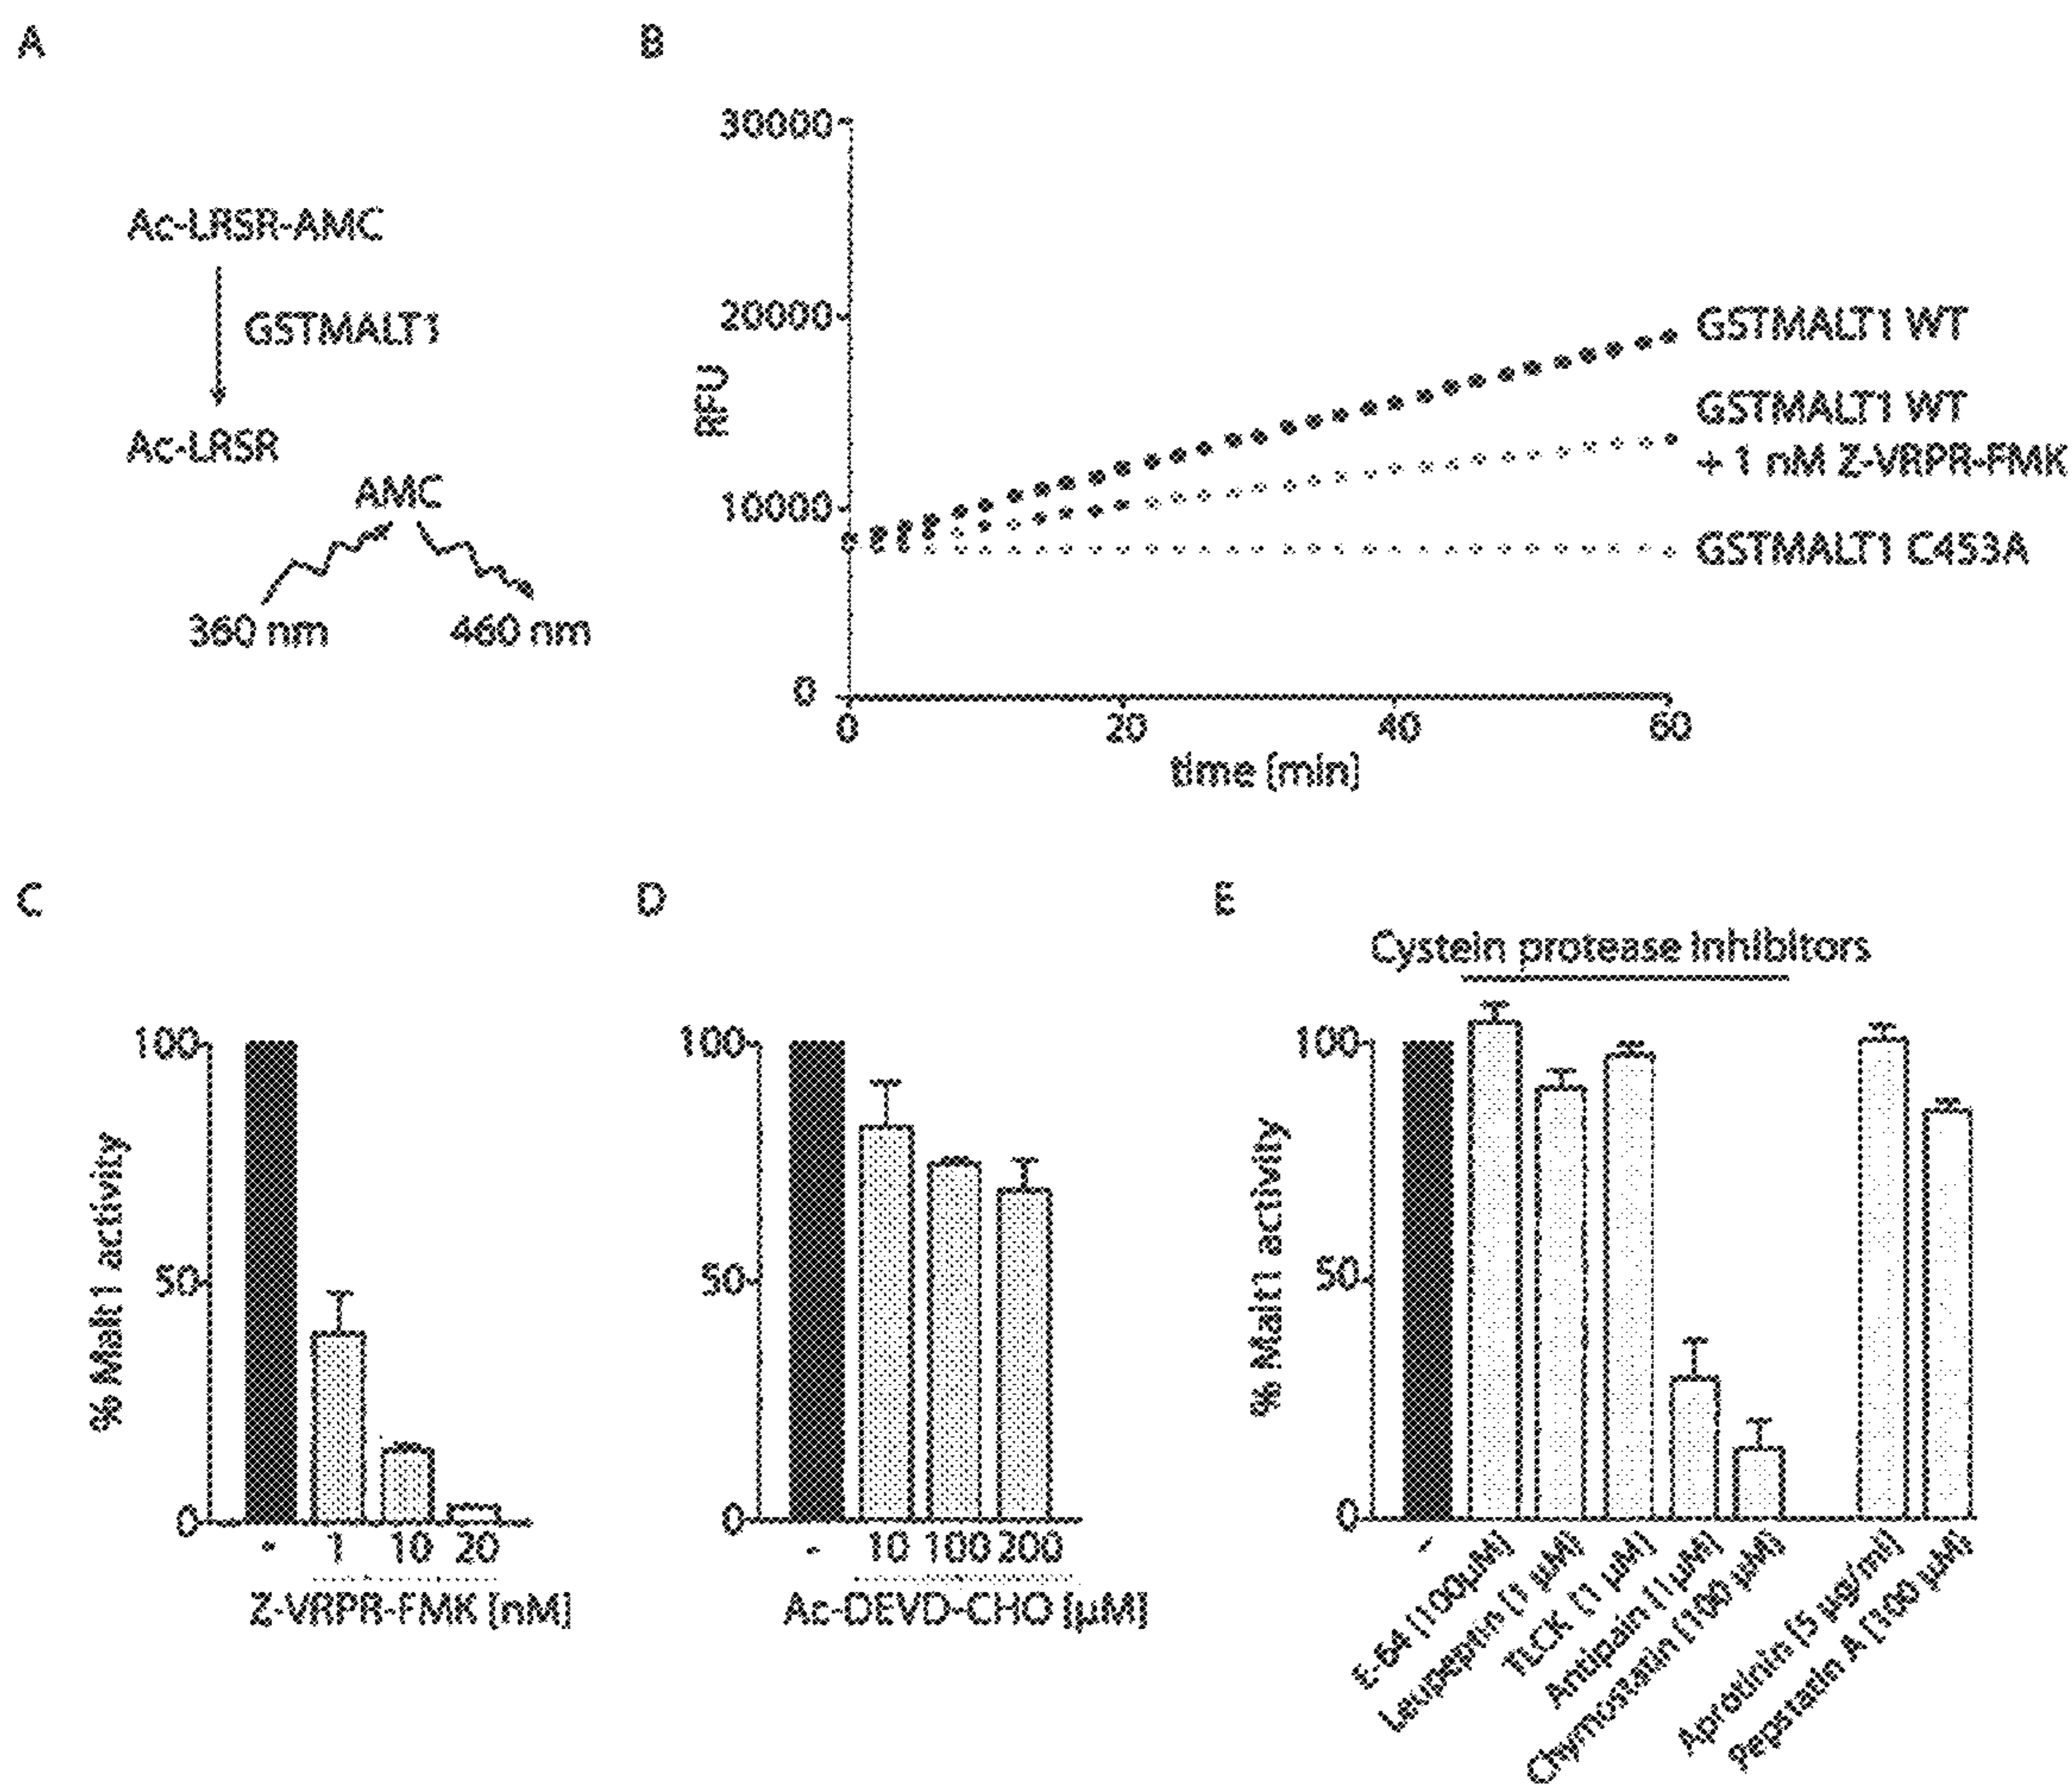 A
Ac-LRSR-AMC
GSTMALT1
Ac-LRSR
AMC
360 nm
460 nm
B
30000
20000
10000
0
RFU
0
20
40
60
time [min]
GSTMALT1 WT
GSTMALT1 WT
+ 1 nM Z-VRPR-FMK
GSTMALT1 C453A
C
% Malt1 activity
100
50
0
-
1
10
20
Z-VRPR-FMK [nM]
D
100
50
0
-
10
100
200
Ac-DEVD-CHO [µM]
E
Cystein protease inhibitors
% Malt1 activity
100
50
0
-
E-64 [100µM]
Leupeptin [1 µM]
TLCK [1 µM]
Antipain [1µM]
Chymostatin [100 µM]
Aprotinin [5 µg/ml]
Pepstatin A [100 µM]